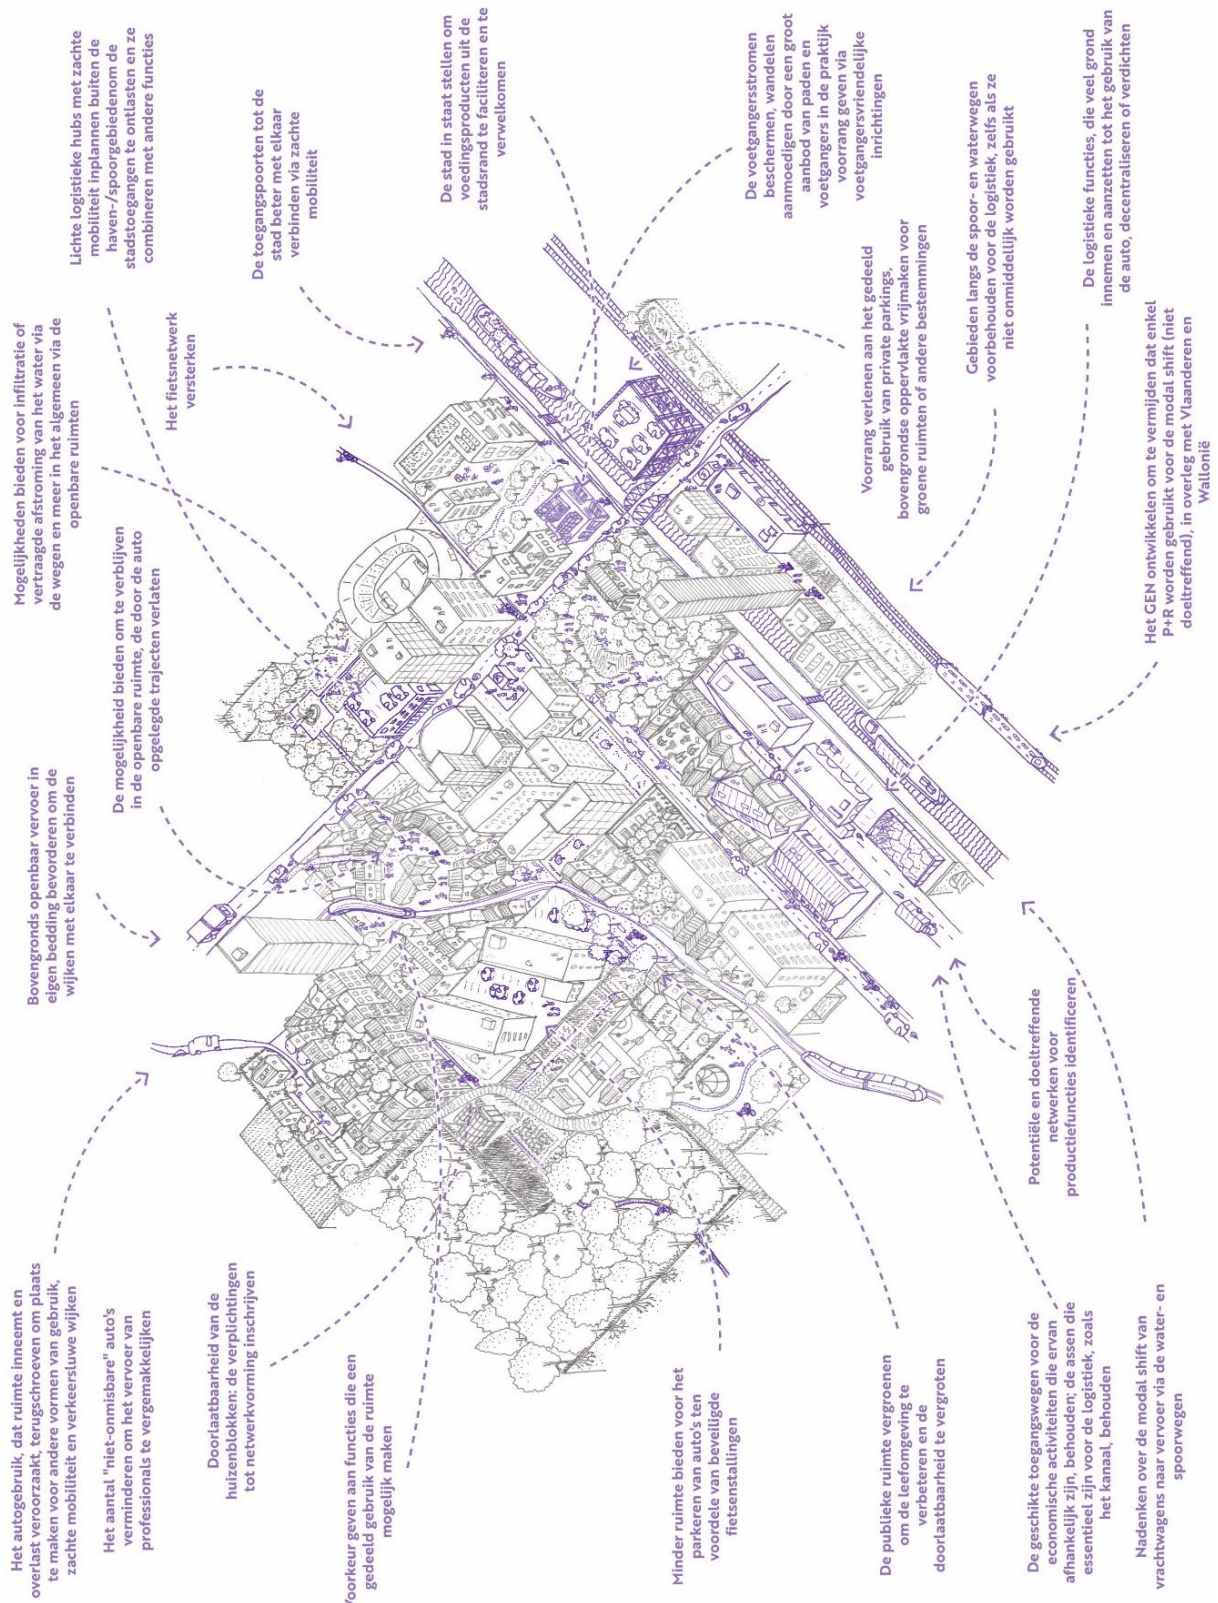 Het autogebruik, dat ruimte inneemt en
overlast veroorzaakt, terugschroeven om plaats
te maken voor andere vormen van gebruik,
zachte mobiliteit en verkeersluwe wijken
Bovengronds openbaar vervoer in
eigen bedding bevorderen om de
wijken met elkaar te verbinden
Mogelijkheden bieden voor infiltratie of
vertraagde afstroming van het water via
de wegen en meer in het algemeen via de
openbare ruimten
Lichte logistieke hubs met zachte
mobiliteit inplannen buiten de
haven-/spoorgebiedenom de
stadstoegangen te ontlasten en ze
combineren met andere functies
Het aantal "niet-onmisbare" auto's
verminderen om het vervoer van
professionals te vergemakkelijken
De mogelijkheid bieden om te verblijven
in de openbare ruimte, de door de auto
opgelegde trajecten verlaten
Het fietsnetwerk
versterken
De toegangspoorten tot de
stad beter met elkaar
verbinden via zachte
mobiliteit
Doorlaatbaarheid van de
huizenblokken: de verplichtingen
tot netwerkvorming inschrijven
De stad in staat stellen om
voedingsproducten uit de
stadsrand te faciliteren en te
verwelkomen
Voorkeur geven aan functies die een
gedeeld gebruik van de ruimte
mogelijk maken
De voetgangersstromen
beschermen, wandelen
aanmoedigen door een groot
aanbod van paden en
voetgangers in de praktijk
voorrang geven via
voetgangersvriendelijke
inrichtingen
Minder ruimte bieden voor het
parkeren van auto's ten
voordele van beveiligde
fietsenstallingen
Voorrang verlenen aan het gedeeld
gebruik van private parkings,
bovengrondse oppervlakte vrijmaken voor
groene ruimten of andere bestemmingen
De publieke ruimte vergroenen
om de leefomgeving te
verbeteren en de
doorlaatbaarheid te vergroten
Gebieden langs de spoor- en waterwegen
voorbehouden voor de logistiek, zelfs als ze
niet onmiddellijk worden gebruikt
De geschikte toegangswegen voor de
economische activiteiten die ervan
afhankelijk zijn, behouden; de assen die
essentieel zijn voor de logistiek, zoals
het kanaal, behouden
Potentiële en doeltreffende
netwerken voor
productiefuncties identificeren
De logistieke functies, die veel grond
innemen en aanzetten tot het gebruik van
de auto, decentraliseren of verdichten
Nadenken over de modal shift van
vrachtwagens naar vervoer via de water- en
spoorwegen
Het GEN ontwikkelen om te vermijden dat enkel
P+R worden gebruikt voor de modal shift (niet
doeltreffend), in overleg met Vlaanderen en
Wallonië